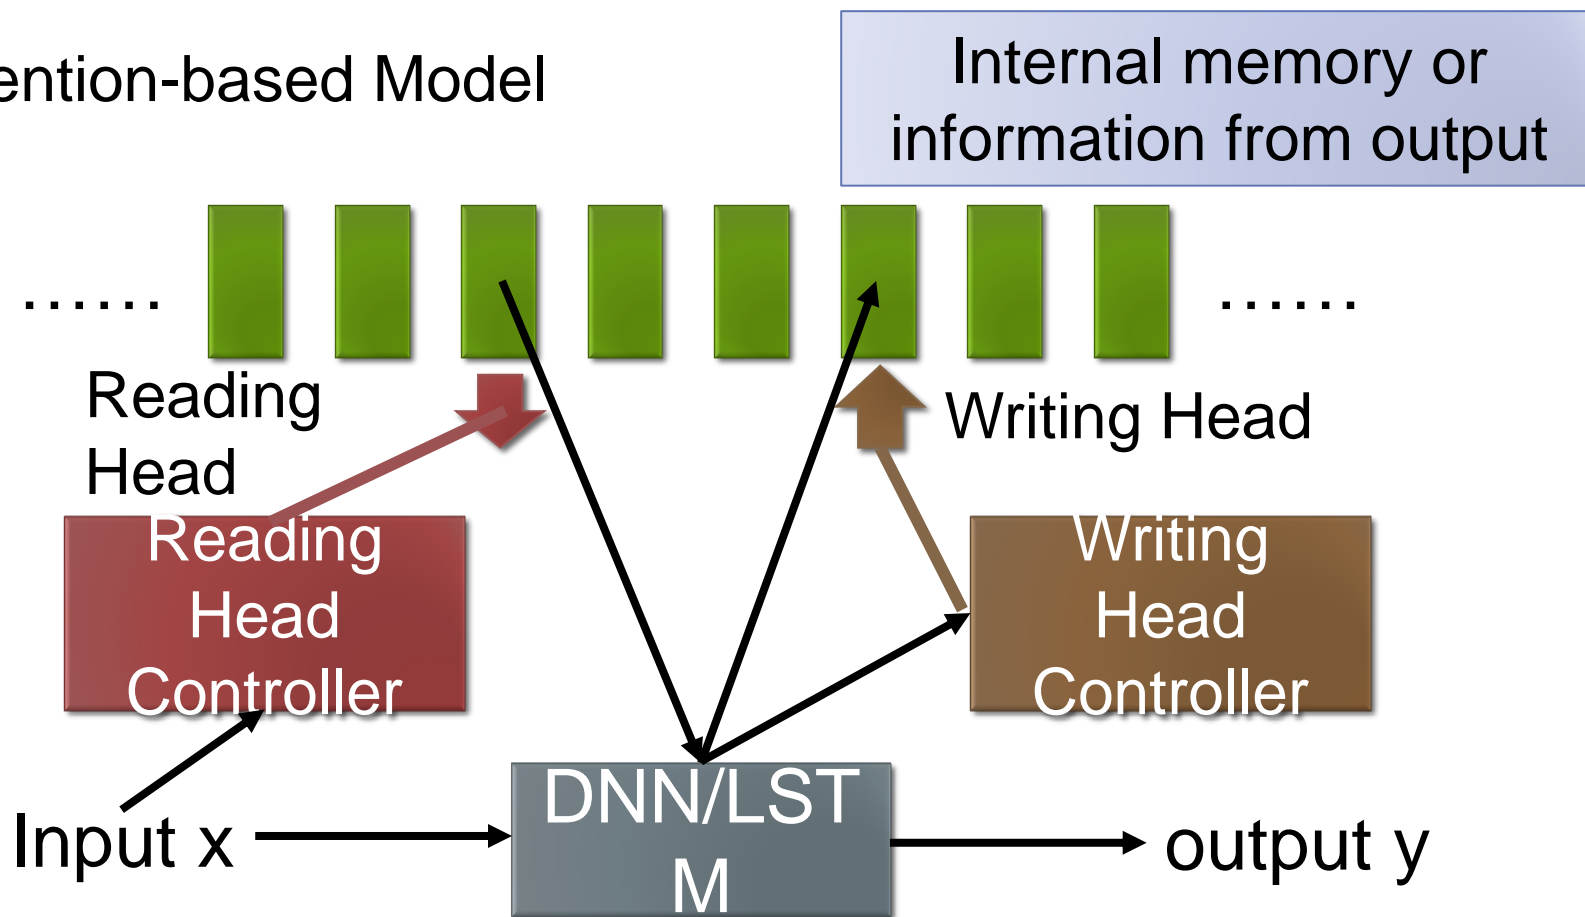 ention-based Model
Internal memory or
information from output
……
……
Reading
Head
Writing Head
Reading
Head
Controller
Writing
Head
Controller
DNN/LST
M
Input x
output y